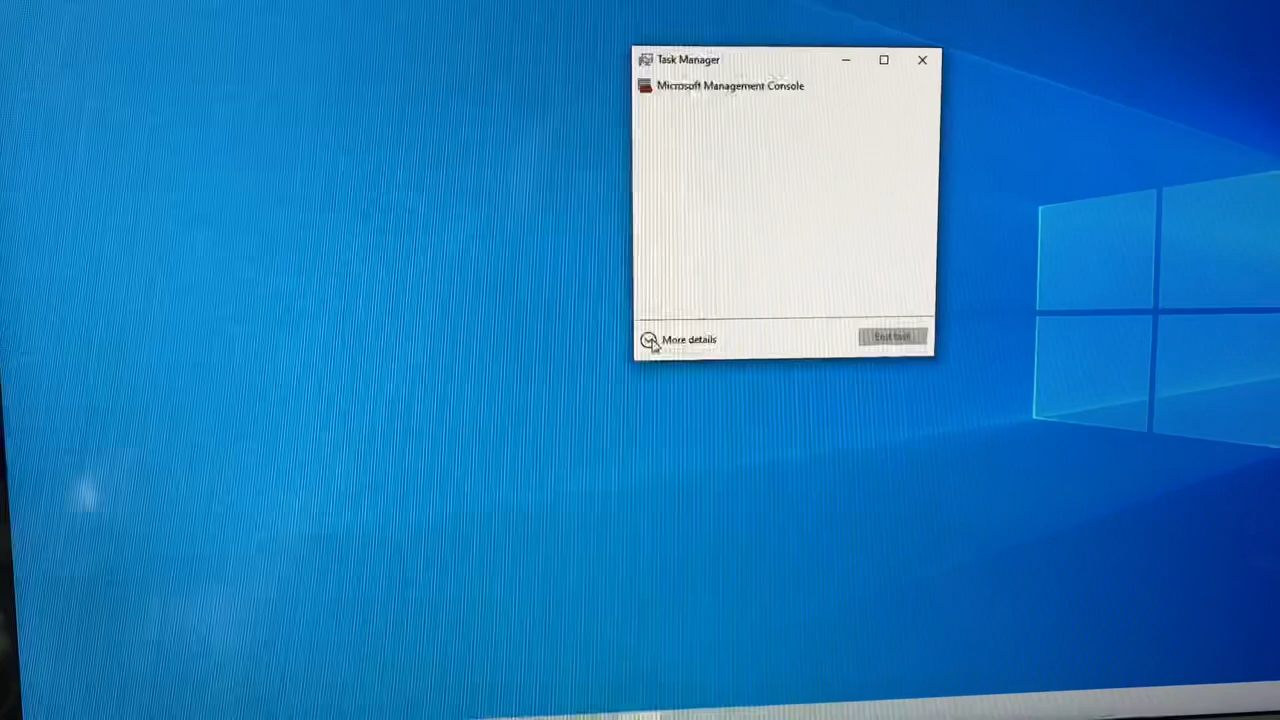 Task Manager
Microsoft Management Console
More details
End task